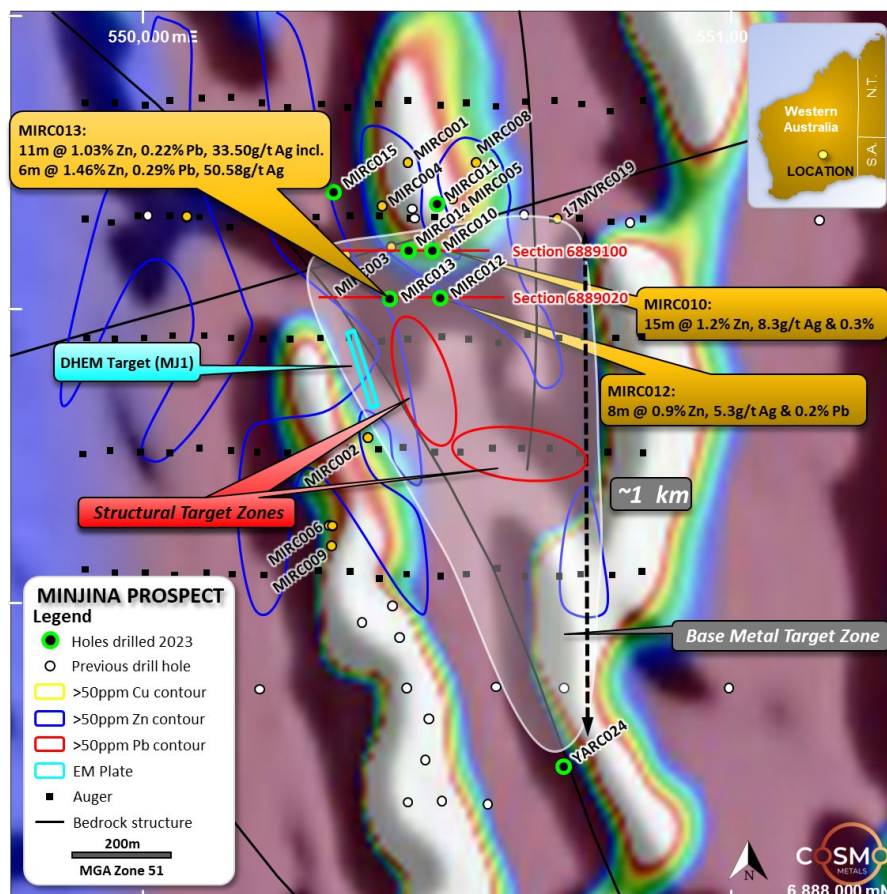 550,000 mE
551,00
N.T.
Western
Australia
S.A.
LOCATION
MIRC013:
11m @ 1.03% Zn, 0.22% Pb, 33.50g/t Ag incl.
6m @ 1.46% Zn, 0.29% Pb, 50.58g/t Ag
MIRC001
MIRC008
MIRC015
MIRC004
MIRC011
MIRC005
MIRC014
MIRC010
17MVRC019
MIRC003
MIRC013
MIRC012
Section 6889100
Section 6889020
MIRC010:
15m @ 1.2% Zn, 8.3g/t Ag & 0.3%
DHEM Target (MJ1)
MIRC012:
8m @ 0.9% Zn, 5.3g/t Ag & 0.2% Pb
MIRC002
~1 km
Structural Target Zones
MIRC006
MIRC009
MINJINA PROSPECT
Legend
Holes drilled 2023
Previous drill hole
>50ppm Cu contour
>50ppm Zn contour
>50ppm Pb contour
EM Plate
Auger
Bedrock structure
200m
MGA Zone 51
Base Metal Target Zone
YARC024
N
COSMO
METALS
6,888,000 mN